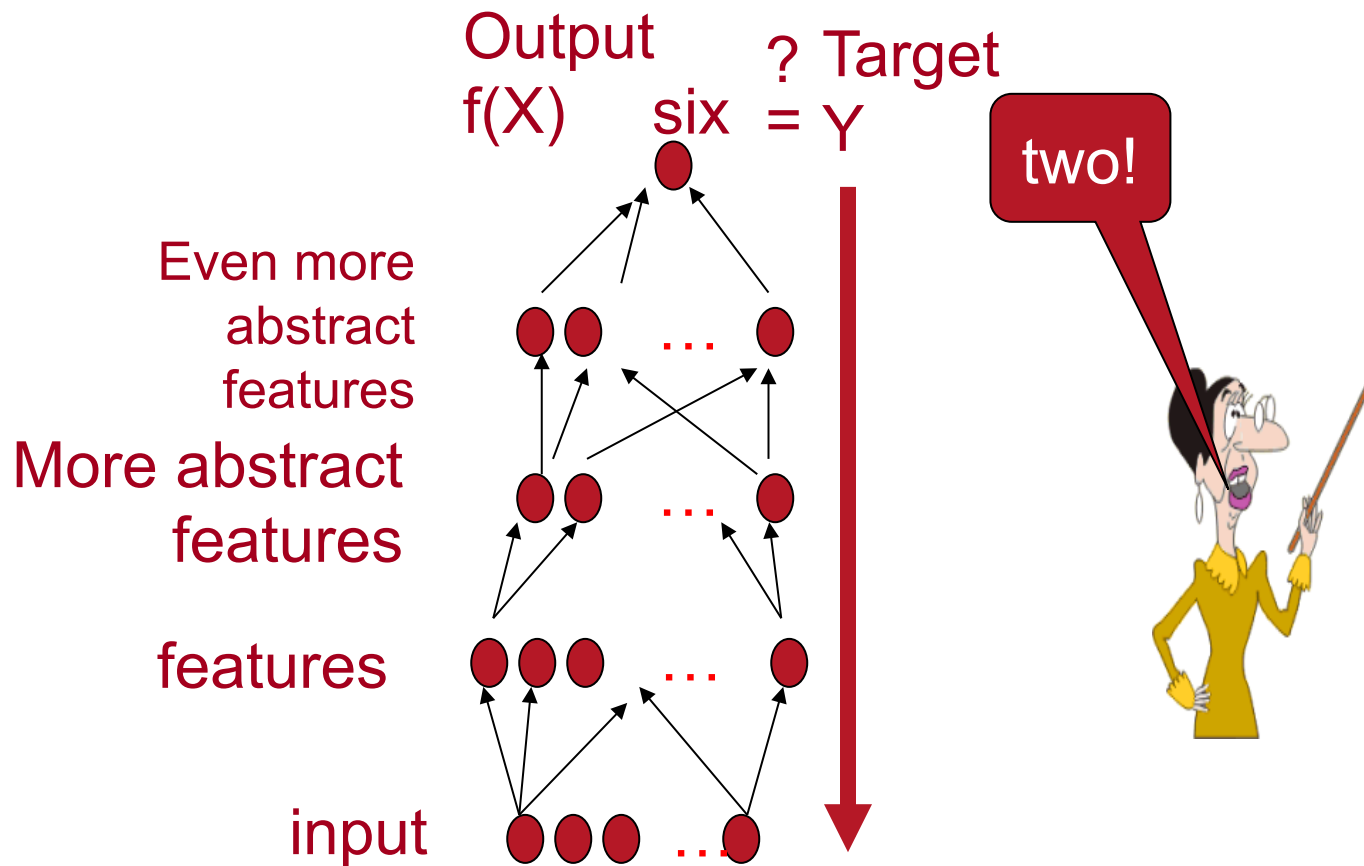 Output
f(X) six
?
= Target
Y
two!
Even more
abstract
features
...
More abstract
features
...
features
...
input
...